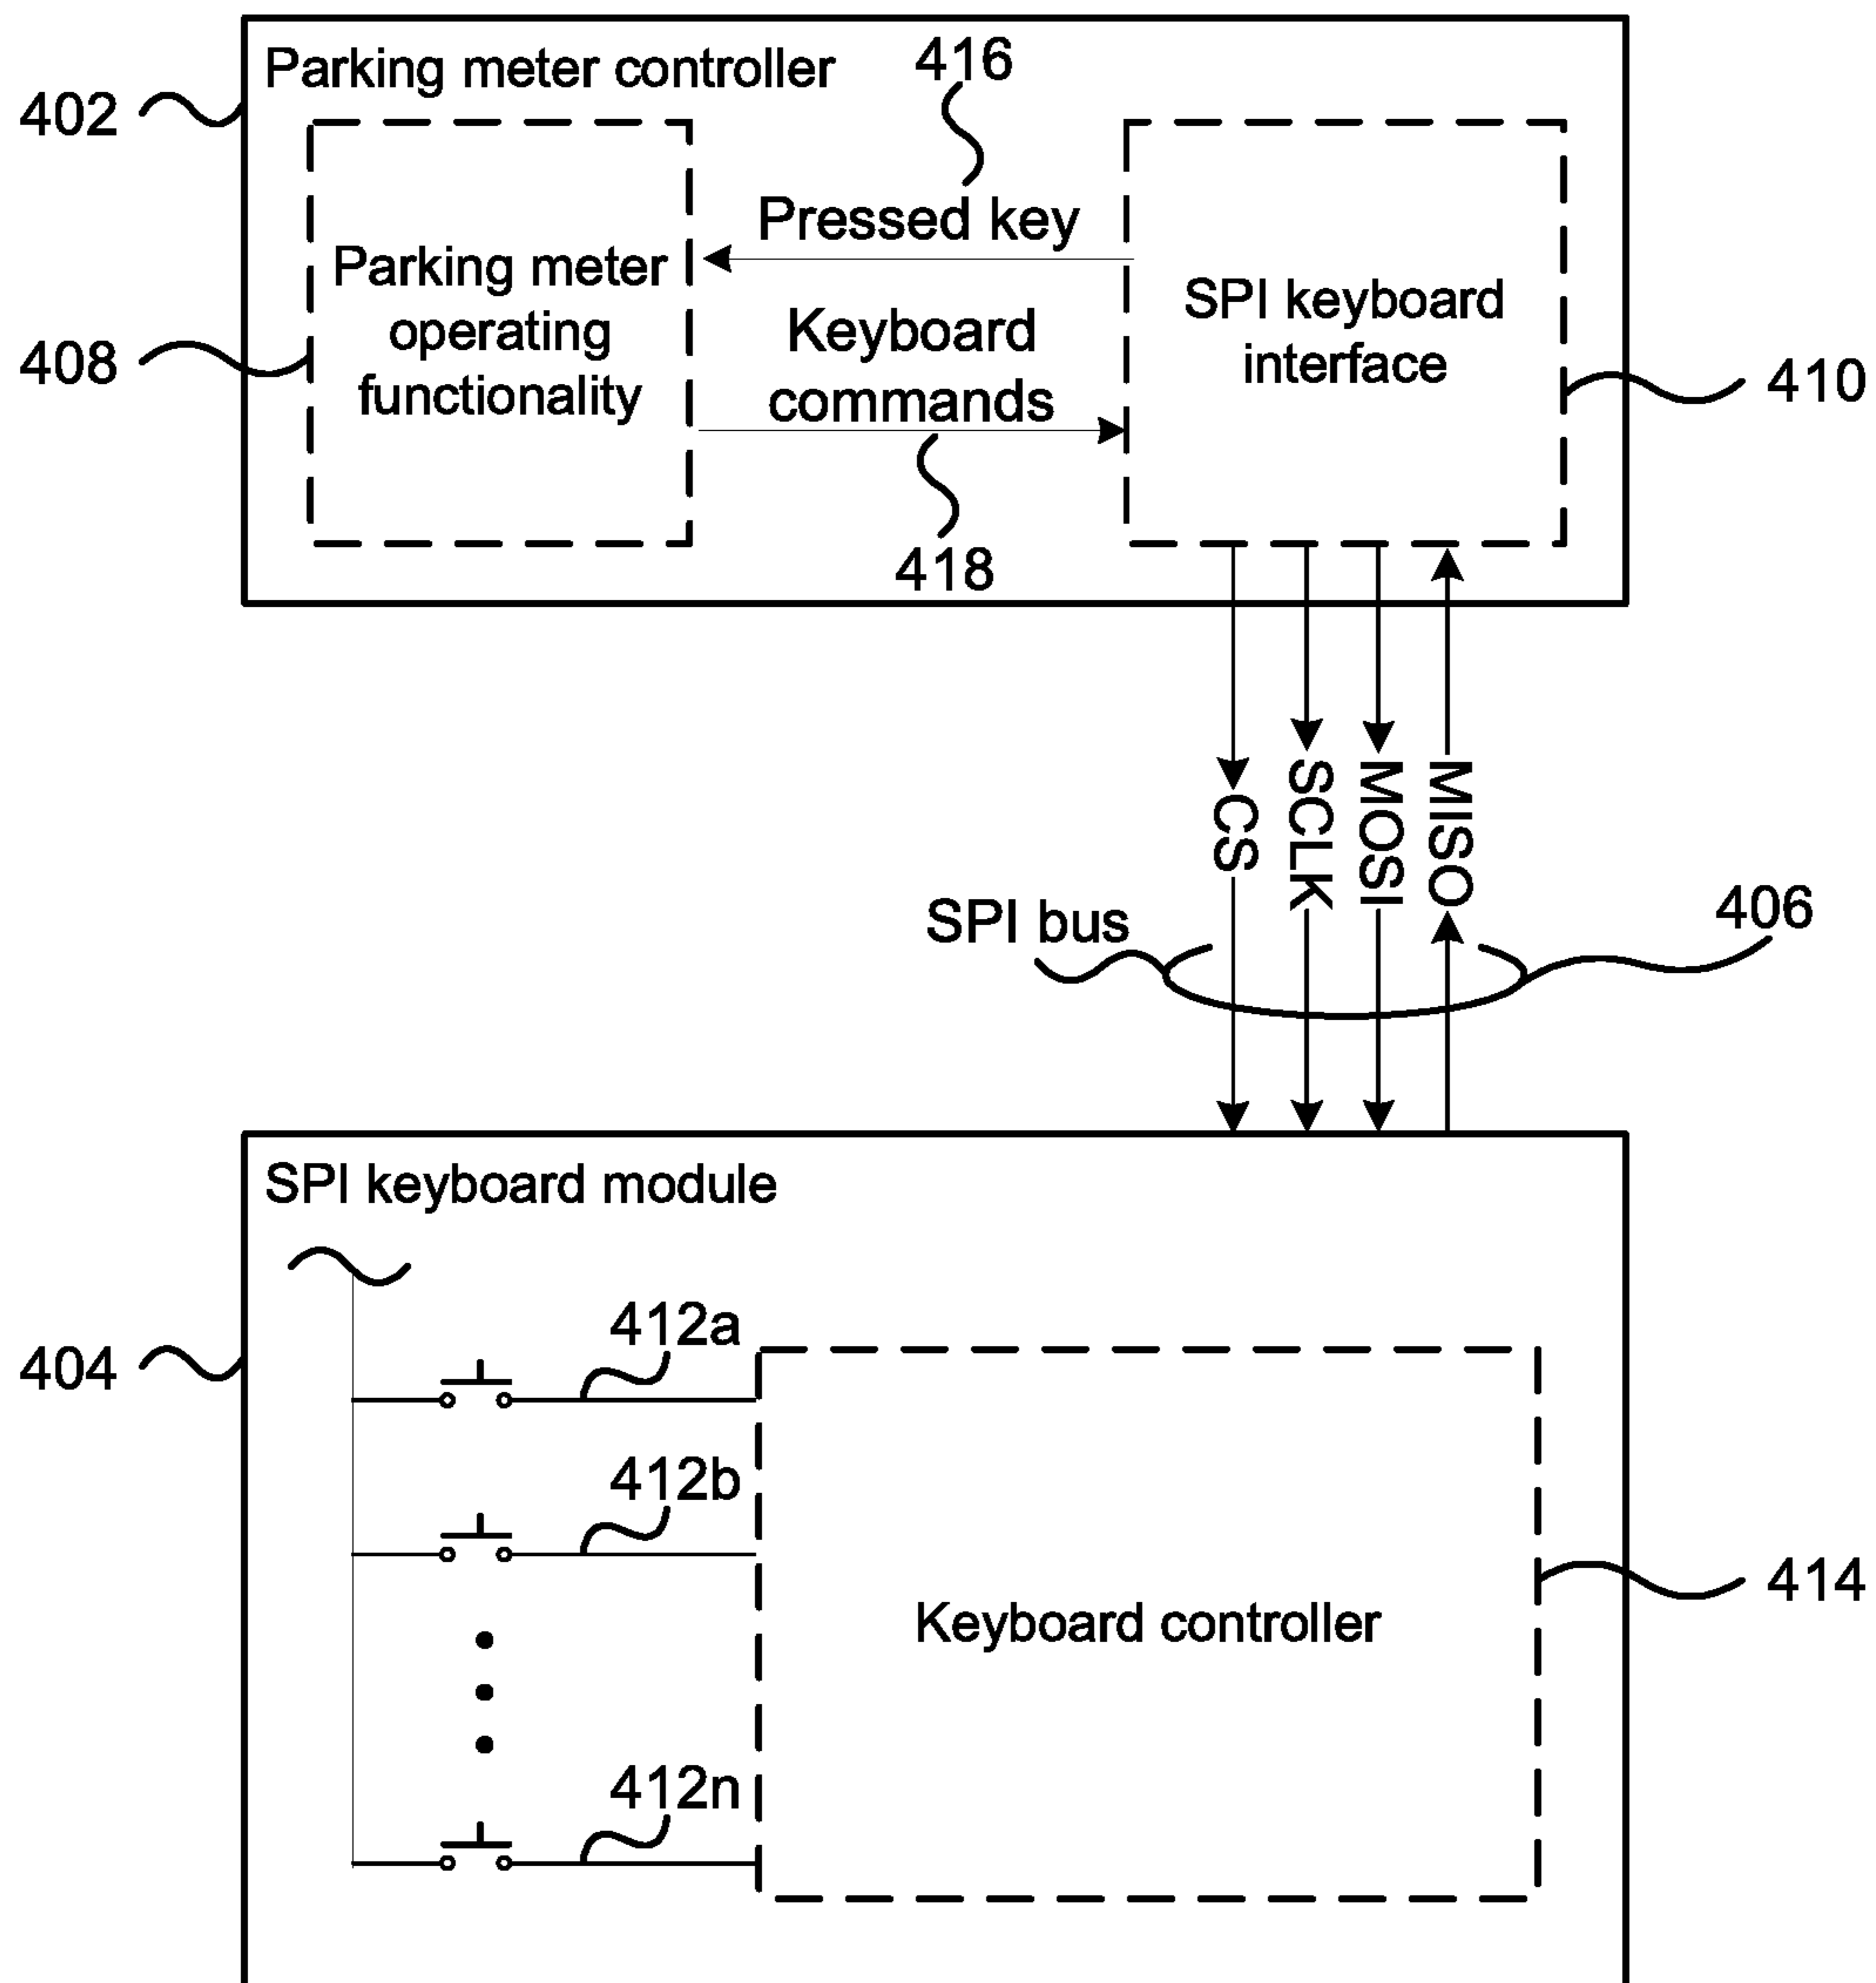 Parking meter controller
416
402
Pressed key
Parking meter
operating
functionality
Keyboard
commands
SPI keyboard
interface
408
410
418
CS
SCLK
MOSI
MISO
SPI bus
406
SPI keyboard module
404
412a
412b
412n
Keyboard controller
414